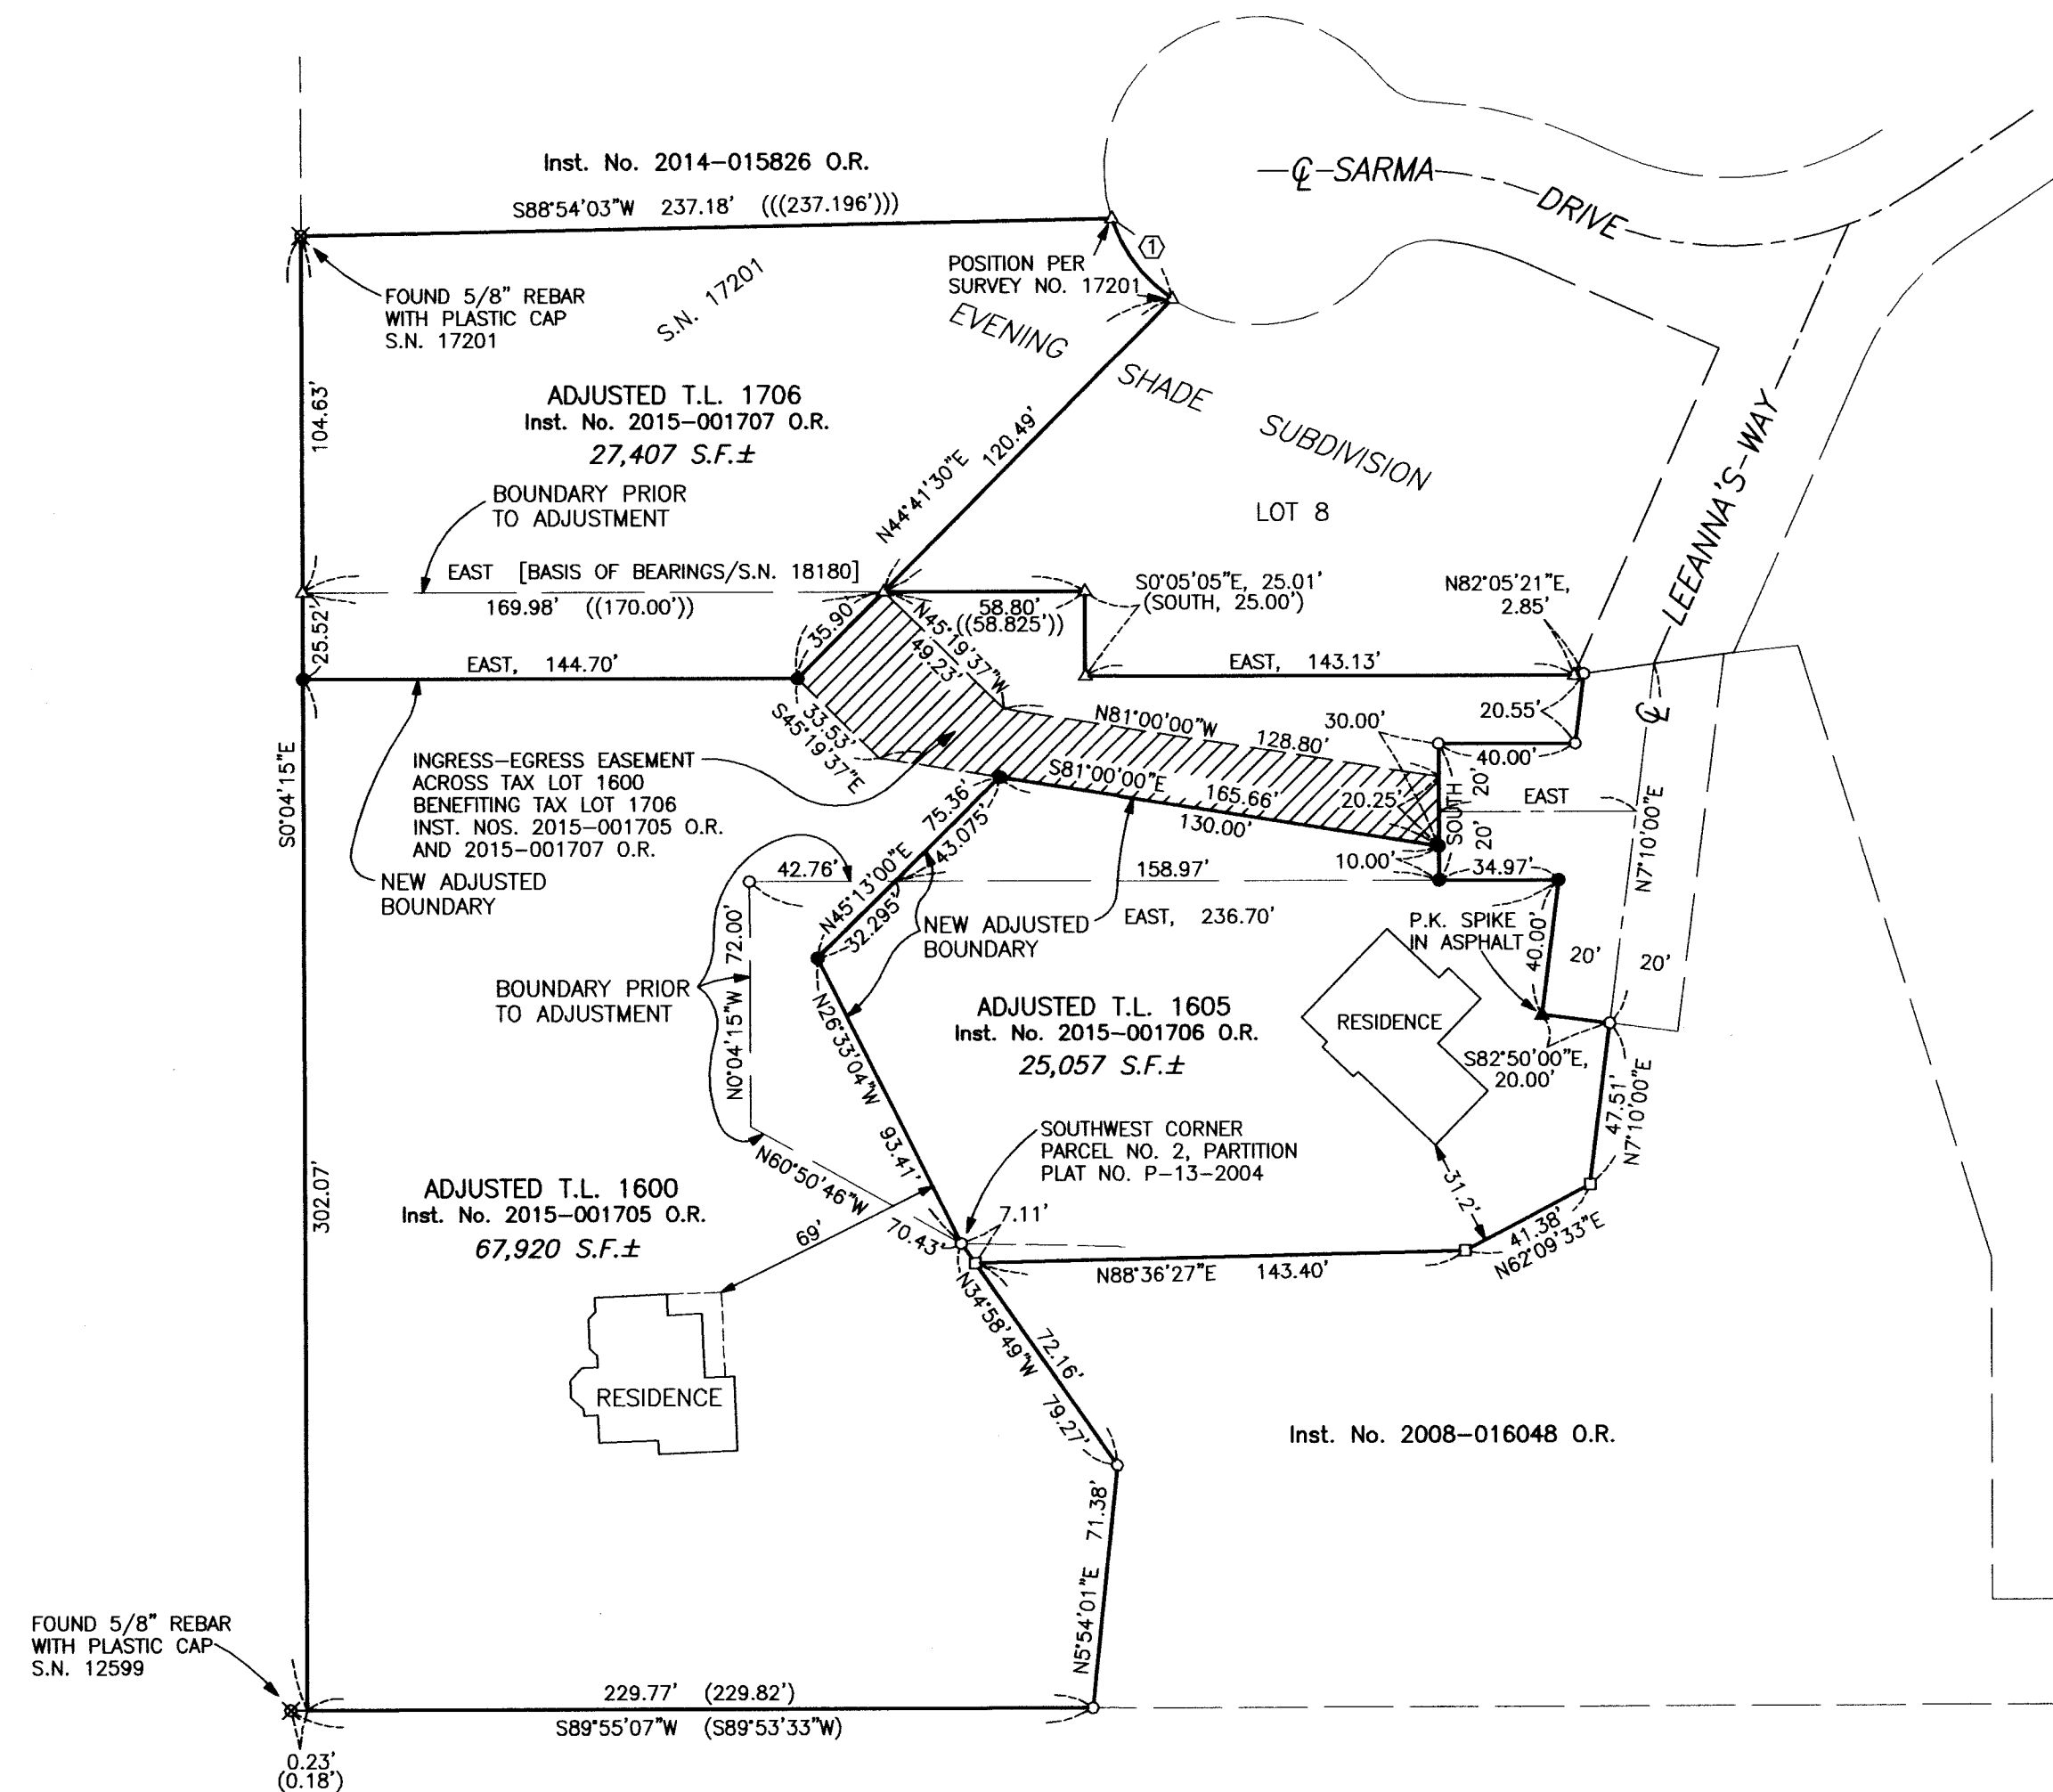 Inst. No. 2014-015826 O.R.
S88°54'03"W 237.18' (((237.196')))
℄ SARMA DRIVE
1
POSITION PER
SURVEY NO. 17201
FOUND 5/8" REBAR
WITH PLASTIC CAP
S.N. 17201
S.N. 17201
EVENING SHADE SUBDIVISION
LOT 8
LEEANNA'S WAY
104.63'
ADJUSTED T.L. 1706
Inst. No. 2015-001707 O.R.
27,407 S.F.±
N44°41'30"E 120.49'
BOUNDARY PRIOR
TO ADJUSTMENT
EAST [BASIS OF BEARINGS/S.N. 18180]
169.98' ((170.00'))
58.80'
((58.825'))
S0°05'05"E, 25.01'
(SOUTH, 25.00')
N82°05'21"E,
2.85'
25.52'
35.90'
N45°19'37"W
49.23'
EAST, 144.70'
EAST, 143.13'
33.53'
S45°19'37"E
N81°00'00"W 128.80'
30.00'
20.55'
40.00'
℄
INGRESS-EGRESS EASEMENT
ACROSS TAX LOT 1600
BENEFITING TAX LOT 1706
INST. NOS. 2015-001705 O.R.
AND 2015-001707 O.R.
S81°00'00"E 165.66'
130.00'
20.25'
SOUTH
20'
20'
EAST
N7°10'00"E
10.00'
34.97'
NEW ADJUSTED
BOUNDARY
75.36'
43.075'
N45°13'00"E
32.295'
42.76'
158.97'
EAST, 236.70'
NEW ADJUSTED
BOUNDARY
P.K. SPIKE
IN ASPHALT
40.00'
20'
20'
S0°04'15"E
302.07'
N0°04'15"W 72.00'
BOUNDARY PRIOR
TO ADJUSTMENT
N26°33'04"W 93.41'
ADJUSTED T.L. 1605
Inst. No. 2015-001706 O.R.
25,057 S.F.±
RESIDENCE
S82°50'00"E,
20.00'
47.51'
N7°10'00"E
SOUTHWEST CORNER
PARCEL NO. 2, PARTITION
PLAT NO. P-13-2004
31.2'
N60°50'46"W
70.43'
7.11'
41.38'
N62°09'33"E
ADJUSTED T.L. 1600
Inst. No. 2015-001705 O.R.
67,920 S.F.±
69'
N88°36'27"E 143.40'
N34°58'49"W
72.16'
79.27'
RESIDENCE
Inst. No. 2008-016048 O.R.
N5°54'01"E 71.38'
FOUND 5/8" REBAR
WITH PLASTIC CAP
S.N. 12599
229.77' (229.82')
S89°55'07"W (S89°53'33"W)
0.23'
(0.18')